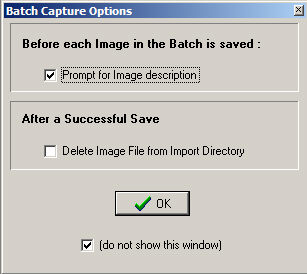 Batch Capture Options
Before each Image in the Batch is saved :
Prompt for Image description
After a Successful Save
Delete Image File from Import Directory
OK
(do not show this window)